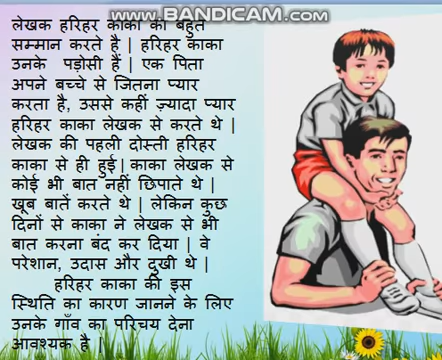 www.BANDICAM.com
लेखक हरिहर काका का बहुत
सम्मान करते है | हरिहर काका
उनके पड़ोसी हैं | एक पिता
अपने बच्चे से जितना प्यार
करता है, उससे कहीं ज़्यादा प्यार
हरिहर काका लेखक से करते थे |
लेखक की पहली दोस्ती हरिहर
काका से ही हुई | काका लेखक से
कोई भी बात नहीं छिपाते थे |
खूब बातें करते थे | लेकिन कुछ
दिनों से काका ने लेखक से भी
बात करना बंद कर दिया | वे
परेशान, उदास और दुखी थे |
हरिहर काका की इस
स्थिति का कारण जानने के लिए
उनके गाँव का परिचय देना
आवश्यक है |